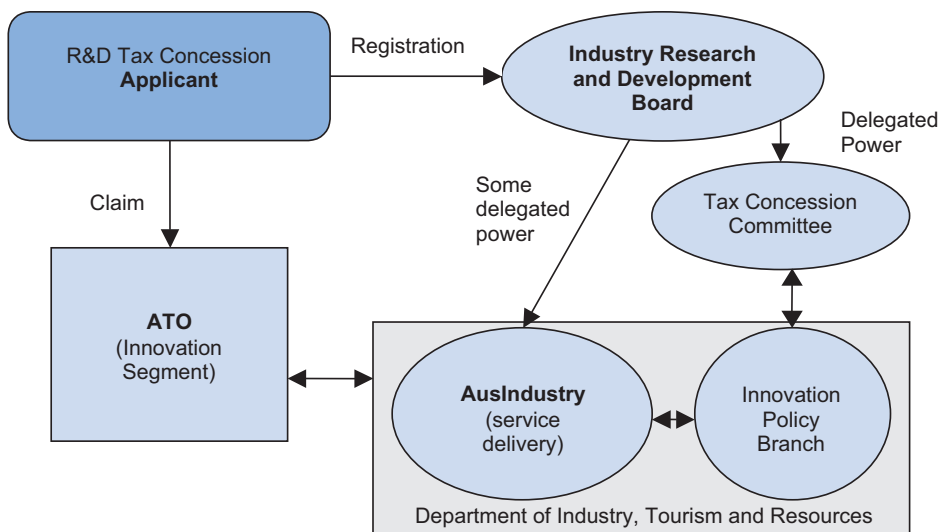 R&D Tax Concession
Applicant
Registration
Industry Research
and Development
Board
Delegated
Power
Claim
Some
delegated
power
Tax Concession
Committee
ATO
(Innovation
Segment)
AusIndustry
(service
delivery)
Innovation
Policy
Branch
Department of Industry, Tourism and Resources